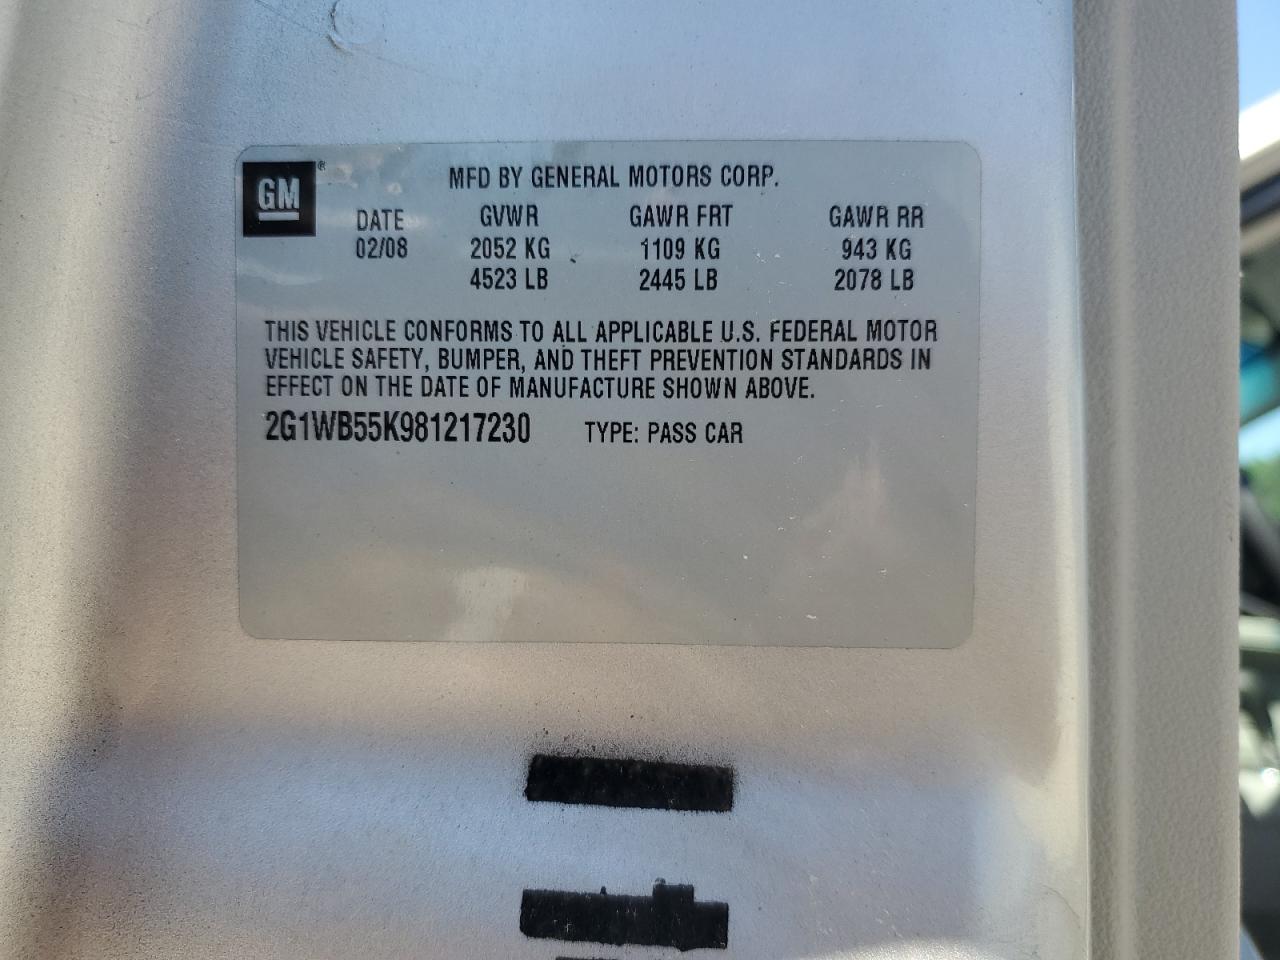 GM ®
MFD BY GENERAL MOTORS CORP.
DATE GVWR GAWR FRT GAWR RR
02/08 2052 KG 1109 KG 943 KG
4523 LB 2445 LB 2078 LB
THIS VEHICLE CONFORMS TO ALL APPLICABLE U.S. FEDERAL MOTOR
VEHICLE SAFETY, BUMPER, AND THEFT PREVENTION STANDARDS IN
EFFECT ON THE DATE OF MANUFACTURE SHOWN ABOVE.
2G1WB55K981217230 TYPE: PASS CAR